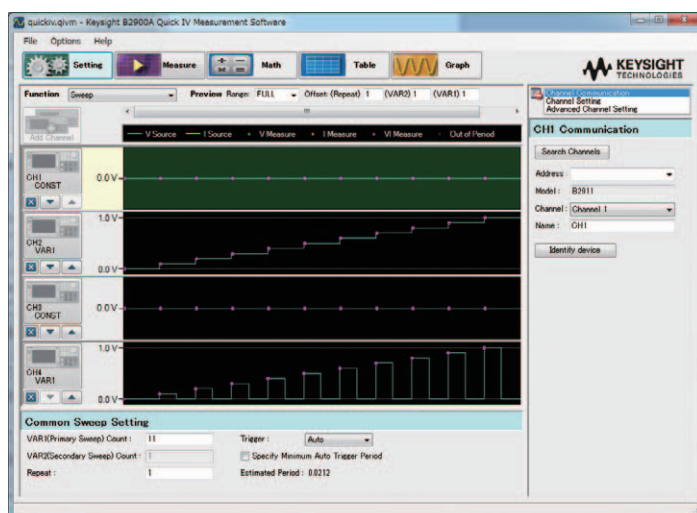 quickiv.qivm - Keysight B2900A Quick IV Measurement Software
File Options Help
Setting Measure Math Table Graph
KEYSIGHT
TECHNOLOGIES
Function Sweep Preview Range: FULL Offset: (Repeat) 1 (VAR2) 1 (VAR1) 1
Add Channel
V Source I Source V Measure I Measure VI Measure Out of Period
CH1
CONST
0.0 V
1.0 V
CH2
VAR1
0.0 V
CH3
CONST
0.0 V
1.0 V
CH4
VAR1
0.0 V
Common Sweep Setting
VAR1(Primary Sweep) Count : 11 Trigger : Auto
VAR2(Secondary Sweep) Count : 1 Specify Minimum Auto Trigger Period
Repeat : 1 Estimated Period : 0.0212
Channel Communication
Channel Setting
Advanced Channel Setting
CH1 Communication
Search Channels
Address
Model : B2911
Channel : Channel 1
Name : CH1
Identify device